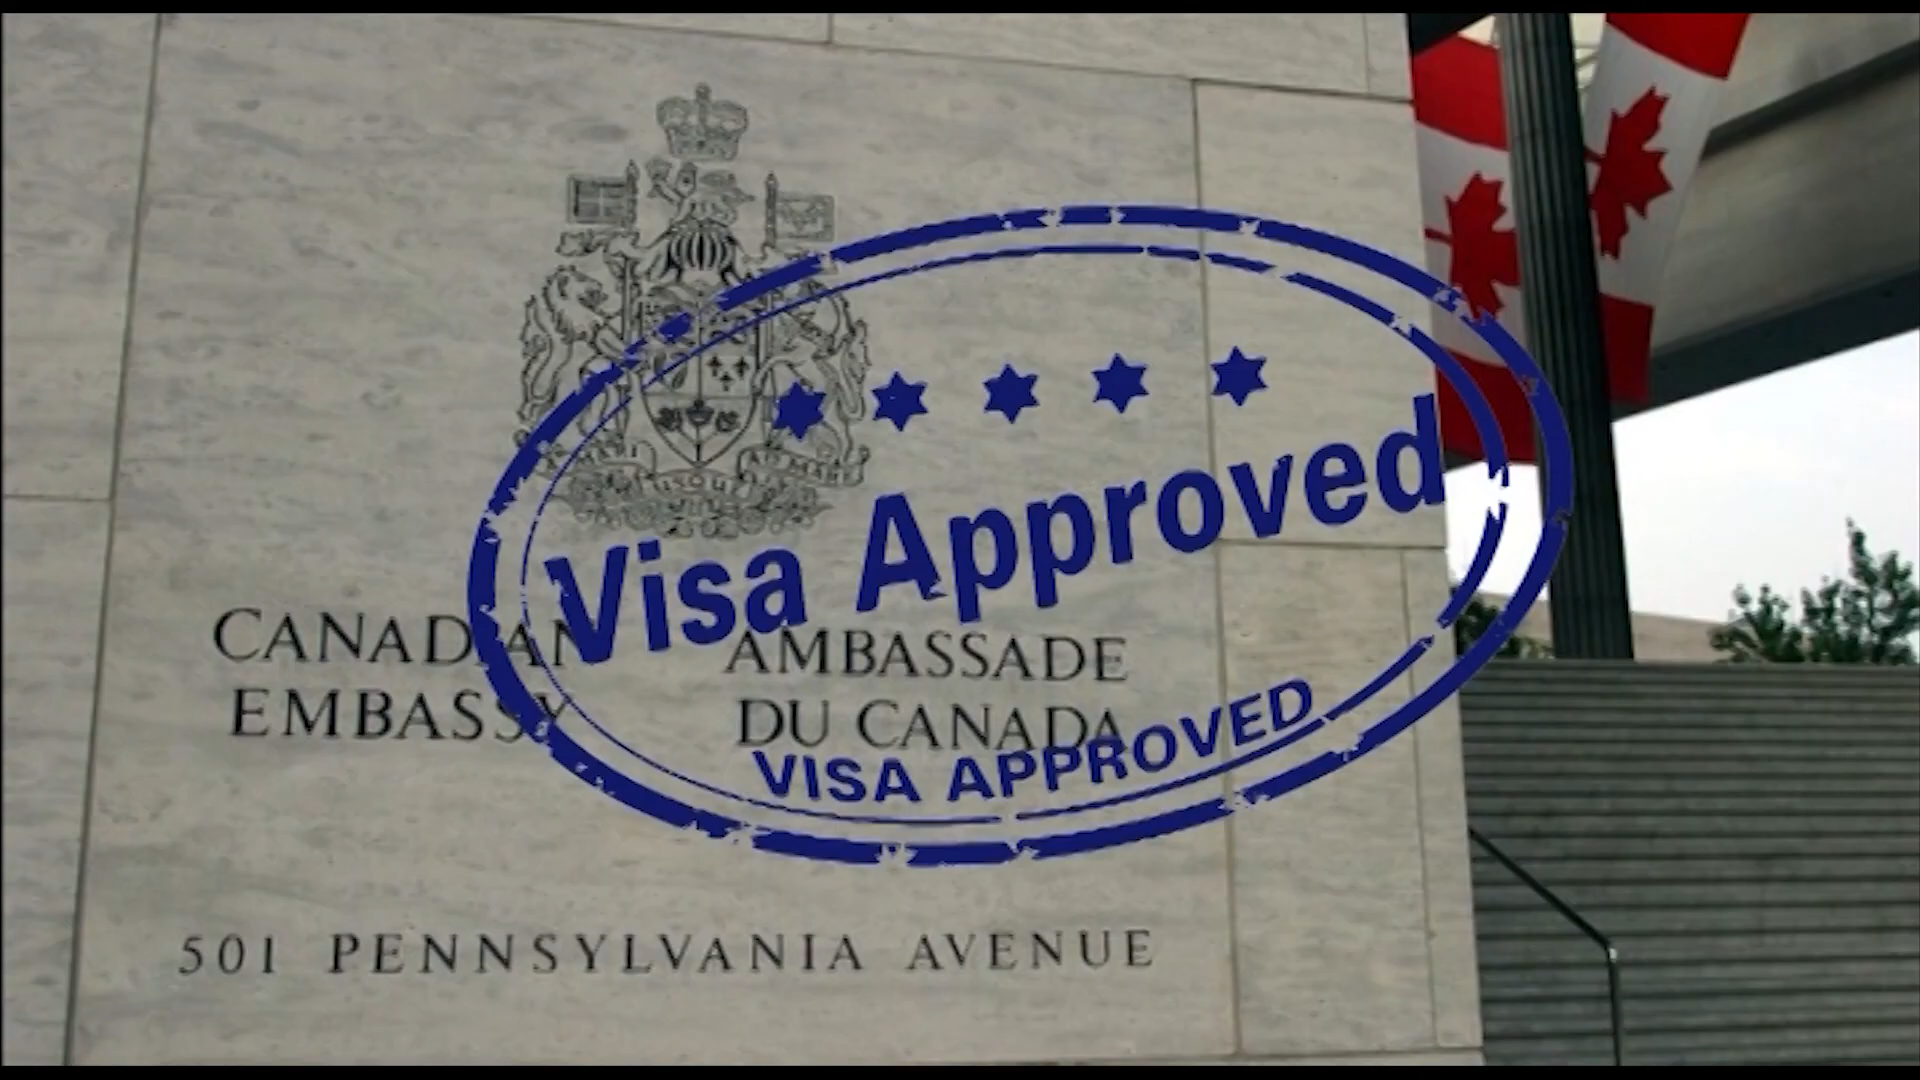 Visa Approved
CANADIAN
EMBASSY
AMBASSADE
DU CANADA
VISA APPROVED
501 PENNSYLVANIA AVENUE